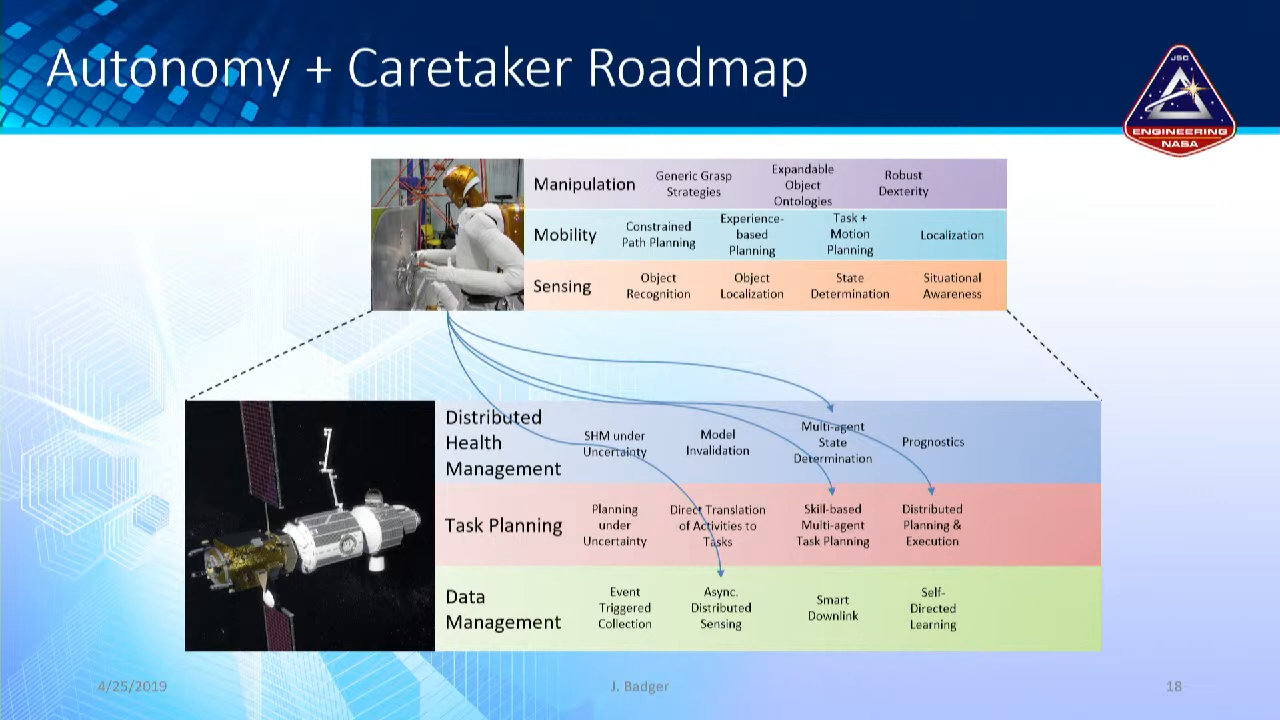 Autonomy + Caretaker Roadmap
JSC
ENGINEERING
NASA
Manipulation
Generic Grasp
Strategies
Expandable
Object
Ontologies
Robust
Dexterity
Mobility
Constrained
Path Planning
Experience-
based
Planning
Task +
Motion
Planning
Localization
Sensing
Object
Recognition
Object
Localization
State
Determination
Situational
Awareness
Distributed
Health
Management
SHM under
Uncertainty
Model
Invalidation
Multi-agent
State
Determination
Prognostics
Task Planning
Planning
under
Uncertainty
Direct Translation
of Activities to
Tasks
Skill-based
Multi-agent
Task Planning
Distributed
Planning &
Execution
Data
Management
Event
Triggered
Collection
Async.
Distributed
Sensing
Smart
Downlink
Self-
Directed
Learning
4/25/2019
J. Badger
18